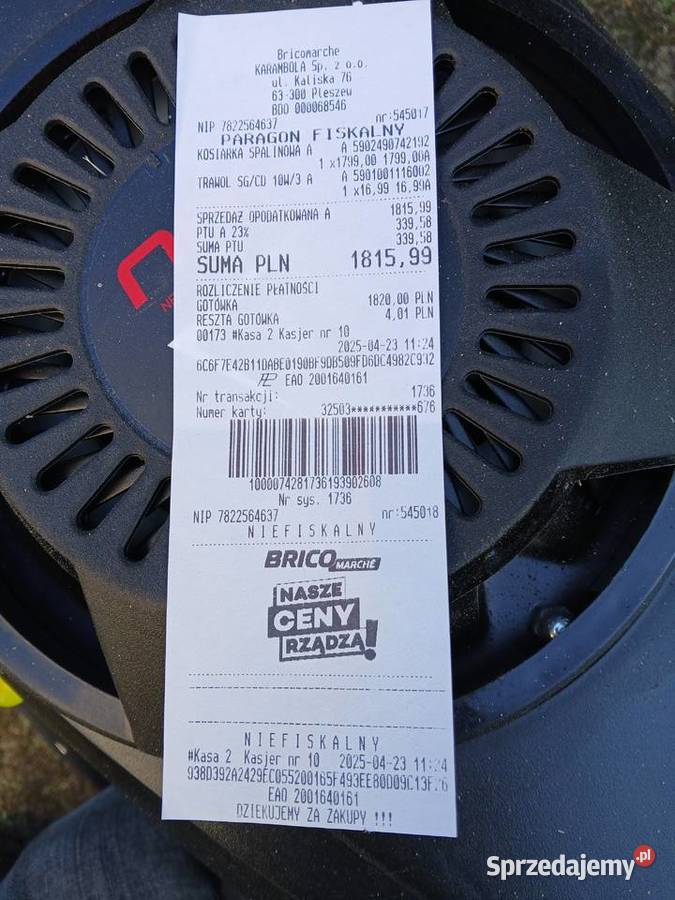 Bricomarche
KARAMBOLA Sp. z o.o.
ul. Kaliska 76
63-300 Pleszew
BDO 000068546
NIP 7822564637 nr:545017
PARAGON FISKALNY
KOSIARKA SPALINOWA A A 5902490742192
1 x1799,00 1799,00A
TRAWOL SG/CD 10W/3 A A 5901001116002
1 x16,99 16,99A
SPRZEDAŻ OPODATKOWANA A 1815,99
PTU A 23% 339,58
SUMA PTU 339,58
SUMA PLN 1815,99
ROZLICZENIE PŁATNOŚCI
GOTÓWKA 1820,00 PLN
RESZTA GOTÓWKA 4,01 PLN
00173 #Kasa 2 Kasjer nr 10
2025-04-23 11:24
EAO 2001640161
Nr transakcji: 1736
Numer karty: 32503**********676
1000074281736193902608
Nr sys. 1736
NIP 7822564637 nr:545018
NIEFISKALNY
BRICO MARCHÉ
NASZE
CENY
RZĄDZĄ!
NIEFISKALNY
#Kasa 2 Kasjer nr 10 2025-04-23 11:24
EAO 2001640161
DZIEKUJEMY ZA ZAKUPY !!!
Sprzedajemy.pl